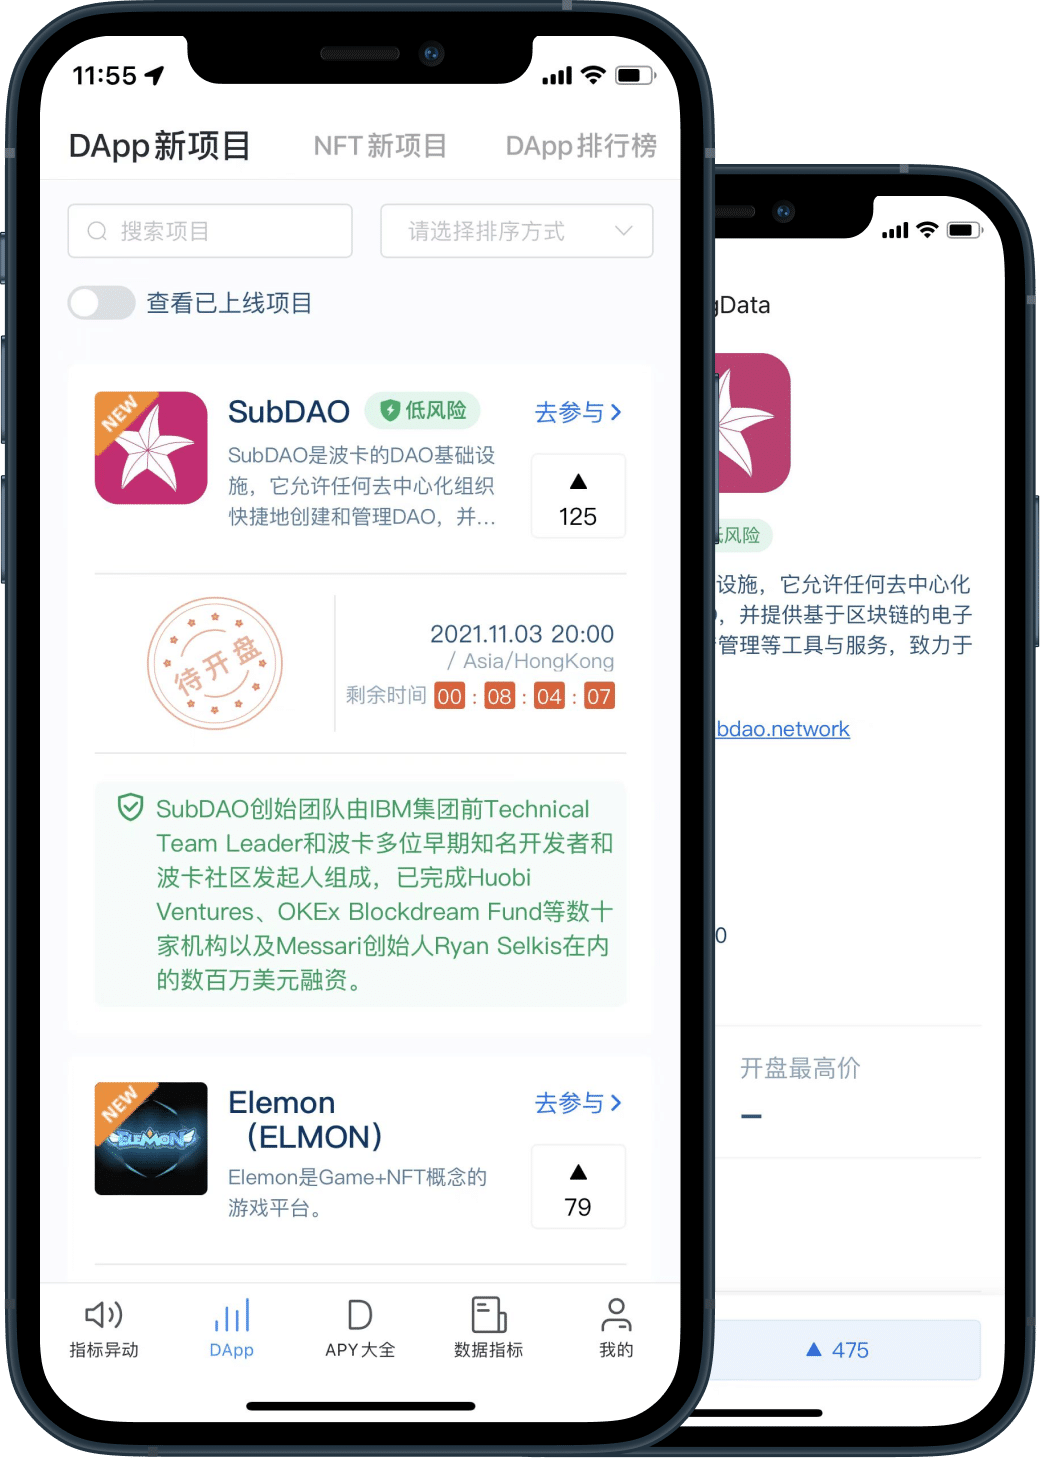 11:55
DApp新项目 NFT新项目 DApp排行榜
搜索项目 请选择排序方式
查看已上线项目
NEW
SubDAO 低风险 去参与
SubDAO是波卡的DAO基础设
施，它允许任何去中心化组织
快捷地创建和管理DAO，并...
125
待开盘
2021.11.03 20:00
/ Asia/HongKong
剩余时间 00 : 08 : 04 : 07
SubDAO创始团队由IBM集团前Technical
Team Leader和波卡多位早期知名开发者和
波卡社区发起人组成，已完成Huobi
Ventures、OKEx Blockdream Fund等数十
家机构以及Messari创始人Ryan Selkis在内
的数百万美元融资。
NEW
ELEMON
Elemon
（ELMON）
去参与
Elemon是Game+NFT概念的
游戏平台。
79
指标异动 DApp APY大全 数据指标 我的
gData
低风险
设施，它允许任何去中心化
，并提供基于区块链的电子
管理等工具与服务，致力于
bdao.network
0
开盘最高价
–
475